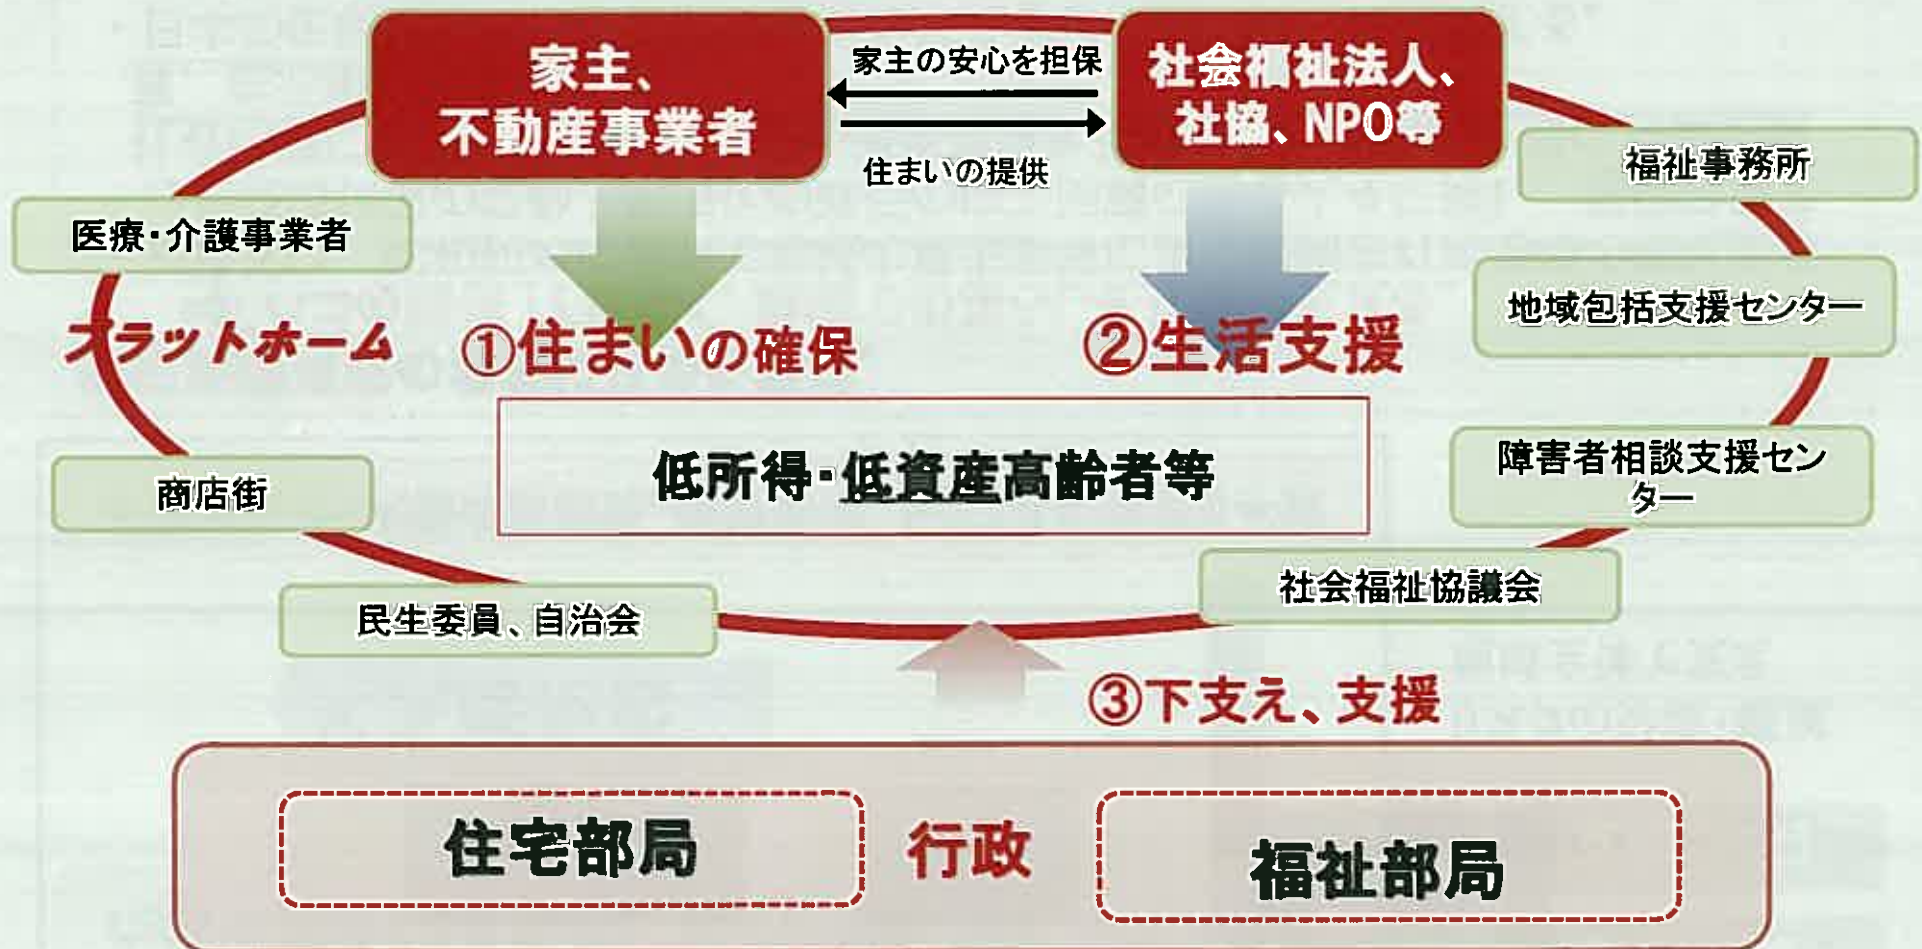 家主、
不動産事業者
家主の安心を担保
住まいの提供
社会福祉法人、
社協、NPO等
福祉事務所
医療・介護事業者
地域包括支援センター
プラットホーム
①住まいの確保
②生活支援
低所得・低資産高齢者等
障害者相談支援セン
ター
商店街
社会福祉協議会
民生委員、自治会
③下支え、支援
住宅部局
行政
福祉部局